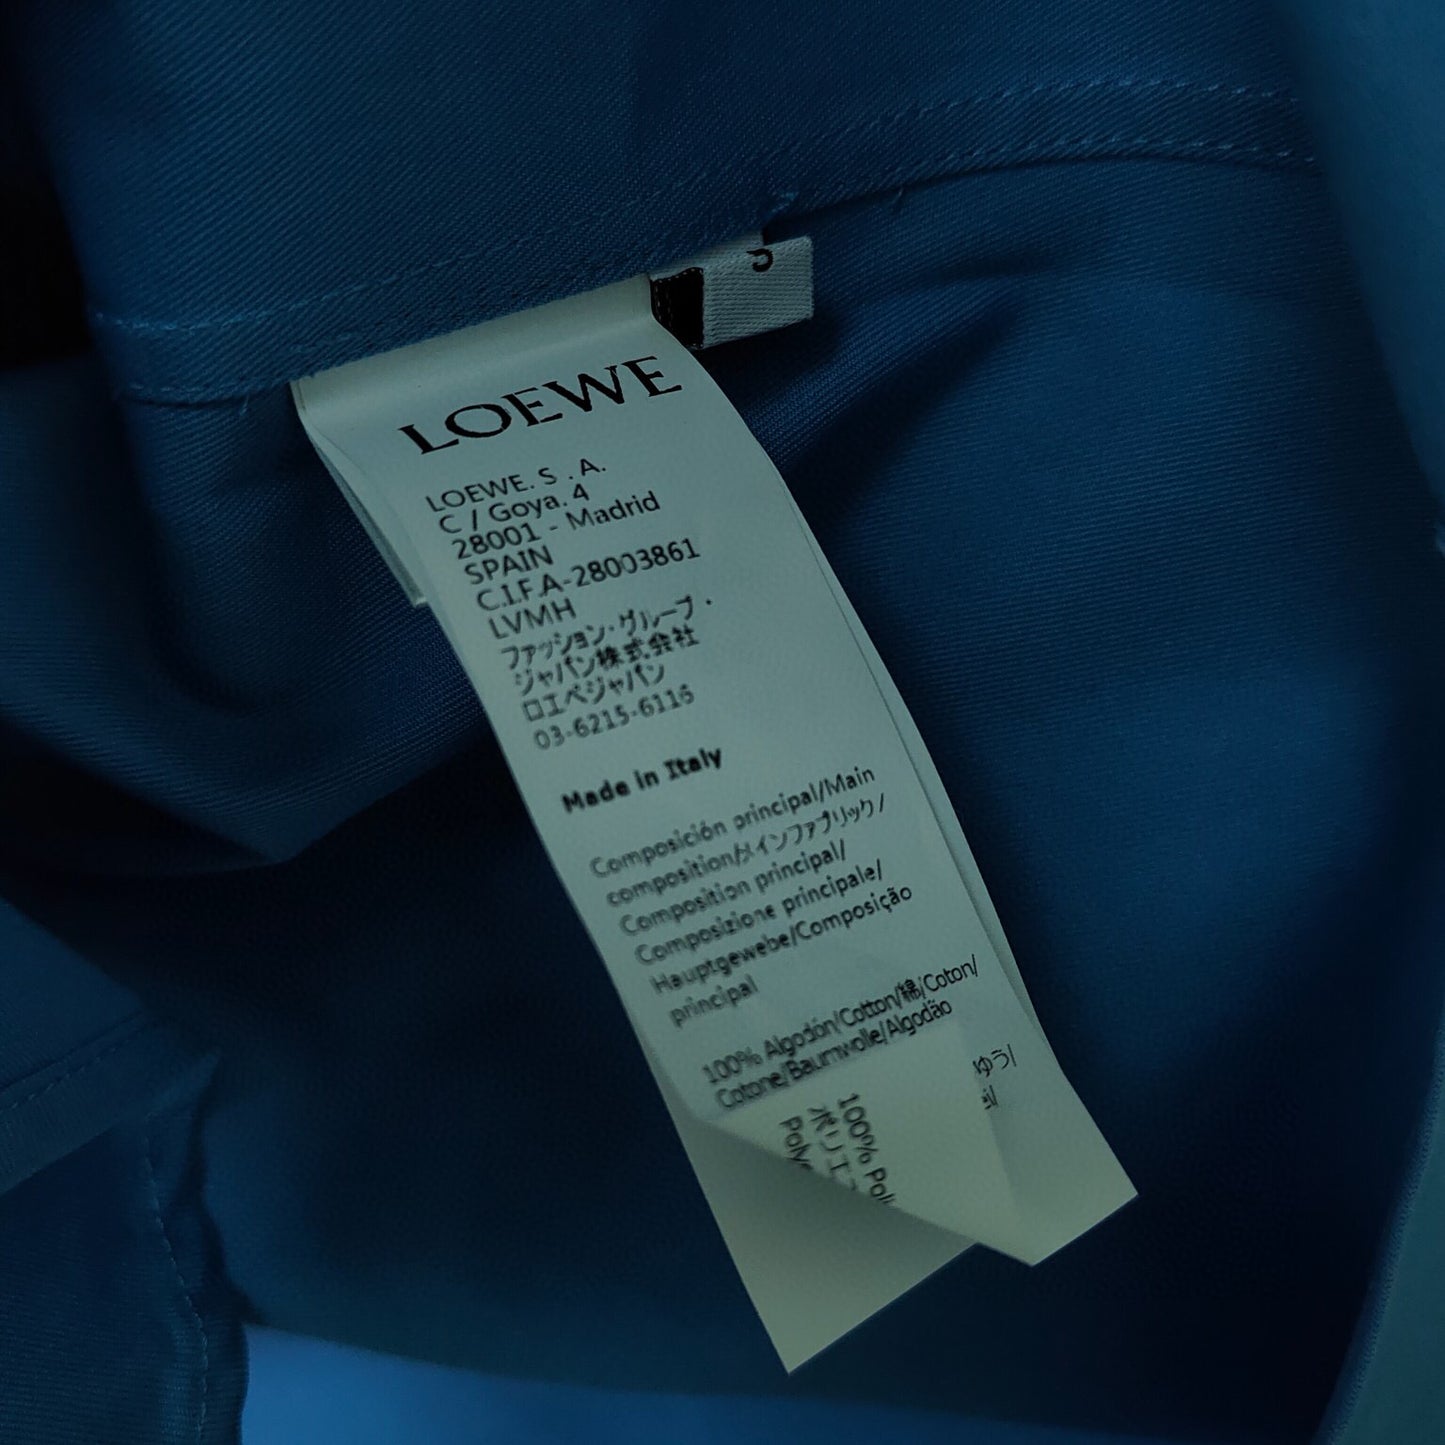 S
LOEWE
LOEWE. S . A.
C / Goya. 4
28001 - Madrid
SPAIN
C.I.F.A-28003861
LVMH
ファッション・グループ・
ジャパン株式会社
ロエベジャパン
03-6215-6116
Made in Italy
Composición principal/Main
composition/メインファブリック/
Composition principal/
Composizione principale/
Hauptgewebe/Composição
principal
100% Algodón/Cotton/綿/Coton/
Cotone/Baumwolle/Algodão
100%